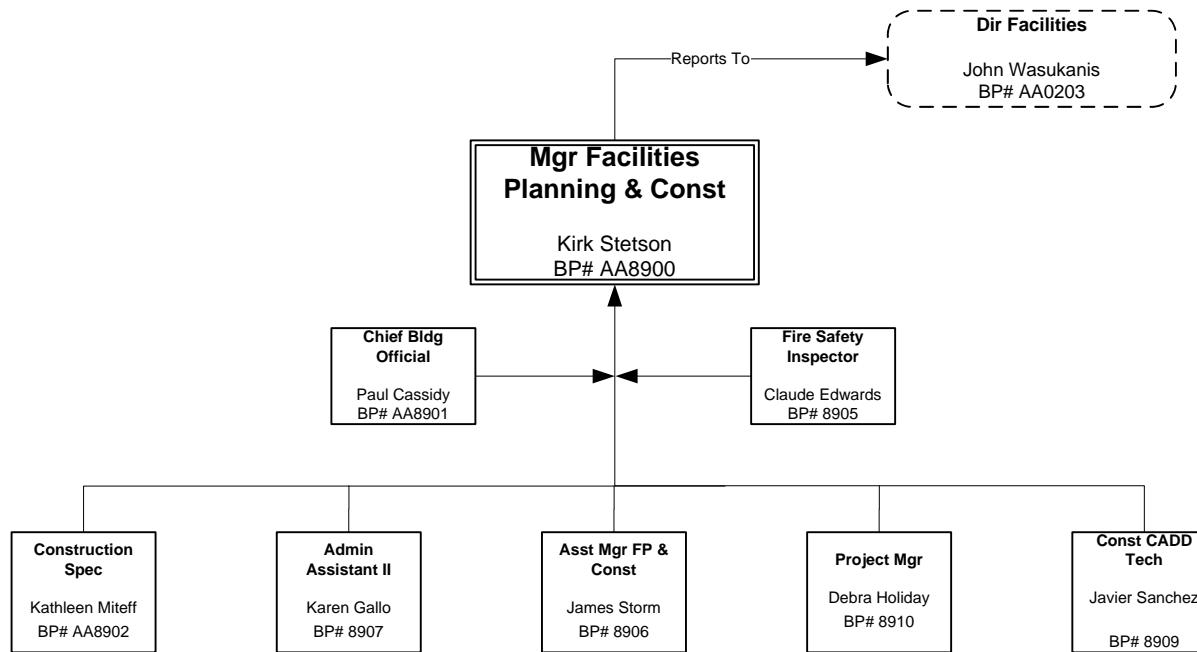 Dir Facilities
John Wasukanis
BP# AA0203
Reports To
Mgr Facilities
Planning & Const
Kirk Stetson
BP# AA8900
Chief Bldg
Official
Paul Cassidy
BP# AA8901
Fire Safety
Inspector
Claude Edwards
BP# 8905
Construction
Spec
Kathleen Miteff
BP# AA8902
Admin
Assistant II
Karen Gallo
BP# 8907
Asst Mgr FP &
Const
James Storm
BP# 8906
Project Mgr
Debra Holiday
BP# 8910
Const CADD
Tech
Javier Sanchez
BP# 8909